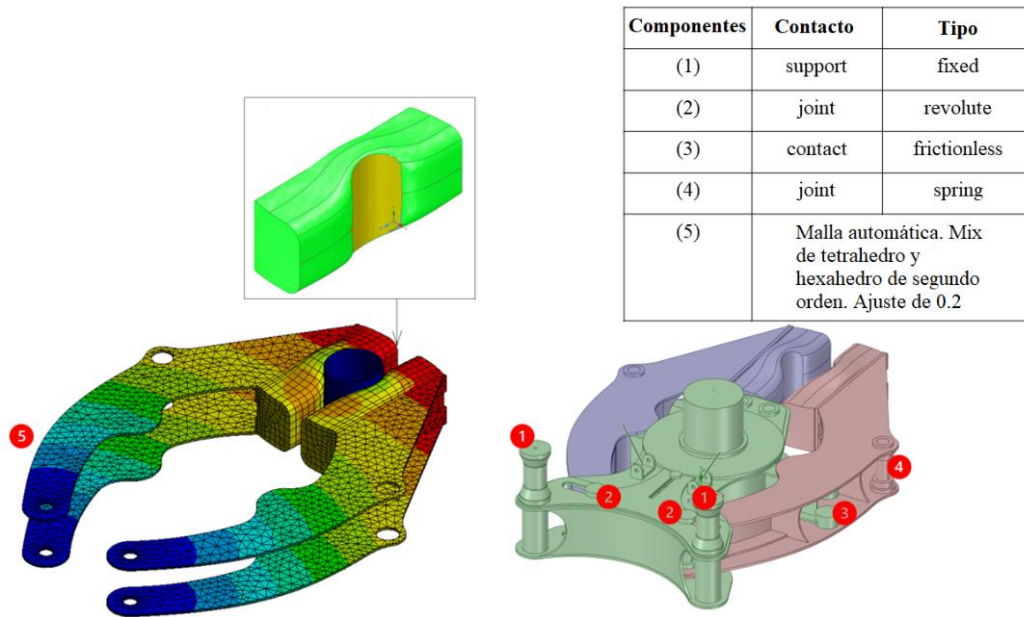 Componentes Contacto Tipo
(1) support fixed
(2) joint revolute
(3) contact frictionless
(4) joint spring
(5) Malla automática. Mix
de tetrahedro y
hexahedro de segundo
orden. Ajuste de 0.2
5
1
2
2
1
4
3